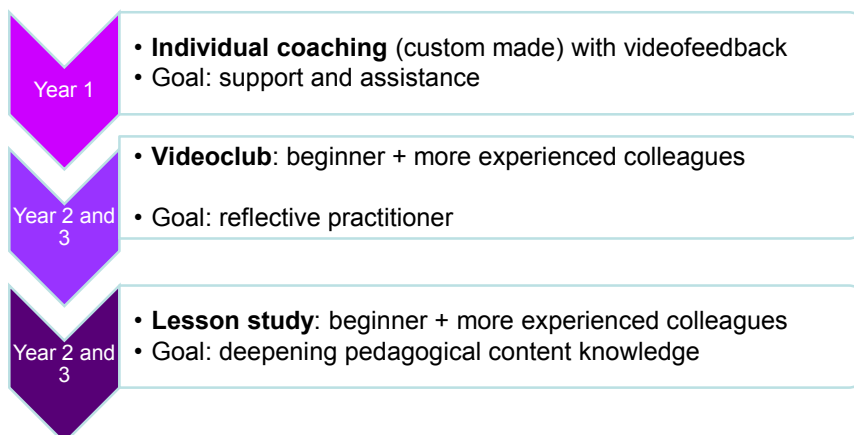 Year 1
• Individual coaching (custom made) with videofeedback
• Goal: support and assistance
Year 2 and
3
• Videoclub: beginner + more experienced colleagues
• Goal: reflective practitioner
Year 2 and
3
• Lesson study: beginner + more experienced colleagues
• Goal: deepening pedagogical content knowledge